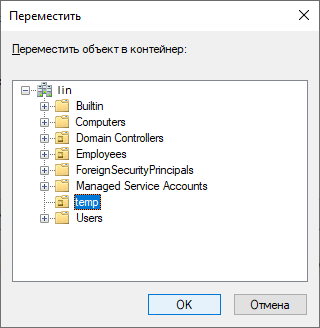 Переместить
Переместить объект в контейнер:
lin
Builtin
Computers
Domain Controllers
Employees
ForeignSecurityPrincipals
Managed Service Accounts
temp
Users
OK
Отмена